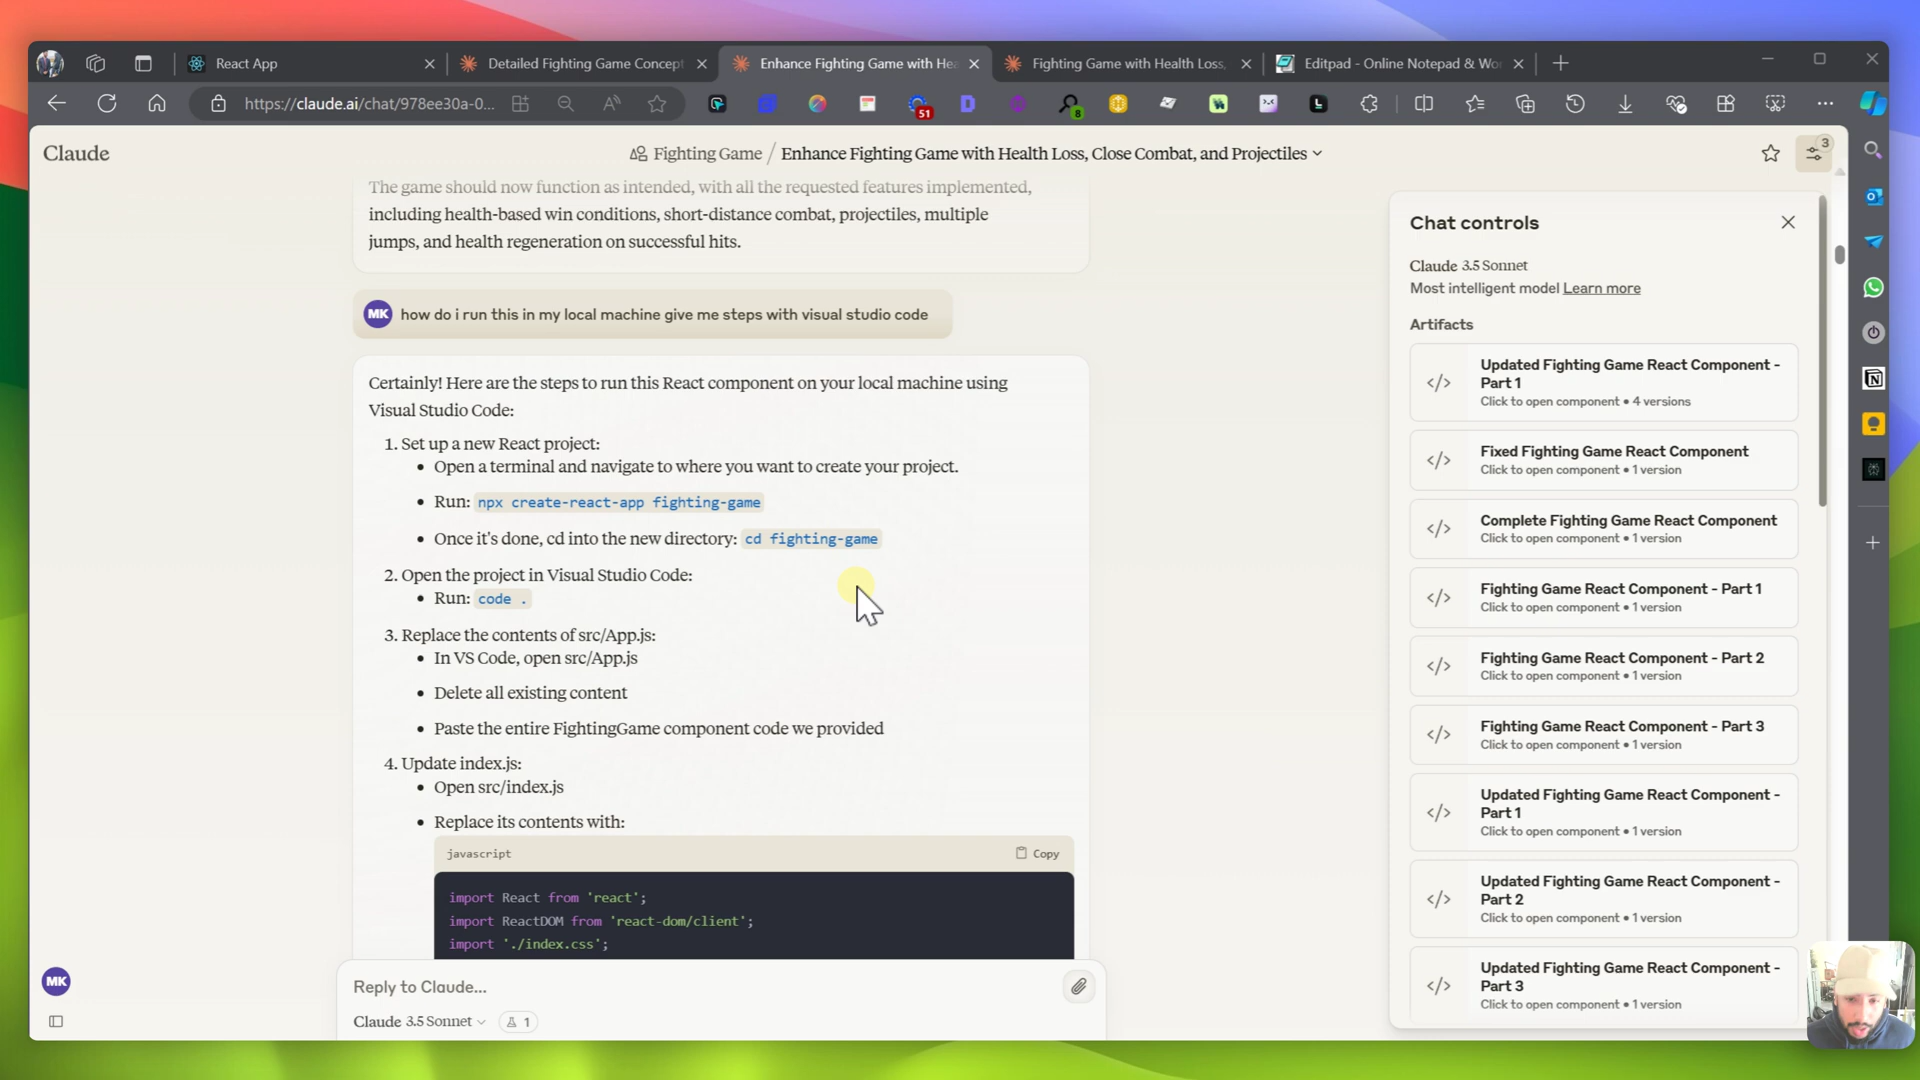 React App
Detailed Fighting Game Concept
Enhance Fighting Game with Hea
Fighting Game with Health Loss,
Editpad - Online Notepad & Wo
https://claude.ai/chat/978ee30a-0...
51
8
Claude
Fighting Game / Enhance Fighting Game with Health Loss, Close Combat, and Projectiles
3
The game should now function as intended, with all the requested features implemented,
including health-based win conditions, short-distance combat, projectiles, multiple
jumps, and health regeneration on successful hits.
MK
how do i run this in my local machine give me steps with visual studio code
Certainly! Here are the steps to run this React component on your local machine using
Visual Studio Code:
1. Set up a new React project:
• Open a terminal and navigate to where you want to create your project.
• Run: npx create-react-app fighting-game
• Once it's done, cd into the new directory: cd fighting-game
2. Open the project in Visual Studio Code:
• Run: code .
3. Replace the contents of src/App.js:
• In VS Code, open src/App.js
• Delete all existing content
• Paste the entire FightingGame component code we provided
4. Update index.js:
• Open src/index.js
• Replace its contents with:
javascript
Copy
import React from 'react';
import ReactDOM from 'react-dom/client';
import './index.css';
Reply to Claude...
Claude 3.5 Sonnet
1
MK
Chat controls
Claude 3.5 Sonnet
Most intelligent model Learn more
Artifacts
Updated Fighting Game React Component -
Part 1
Click to open component • 4 versions
Fixed Fighting Game React Component
Click to open component • 1 version
Complete Fighting Game React Component
Click to open component • 1 version
Fighting Game React Component - Part 1
Click to open component • 1 version
Fighting Game React Component - Part 2
Click to open component • 1 version
Fighting Game React Component - Part 3
Click to open component • 1 version
Updated Fighting Game React Component -
Part 1
Click to open component • 1 version
Updated Fighting Game React Component -
Part 2
Click to open component • 1 version
Updated Fighting Game React Component -
Part 3
Click to open component • 1 version